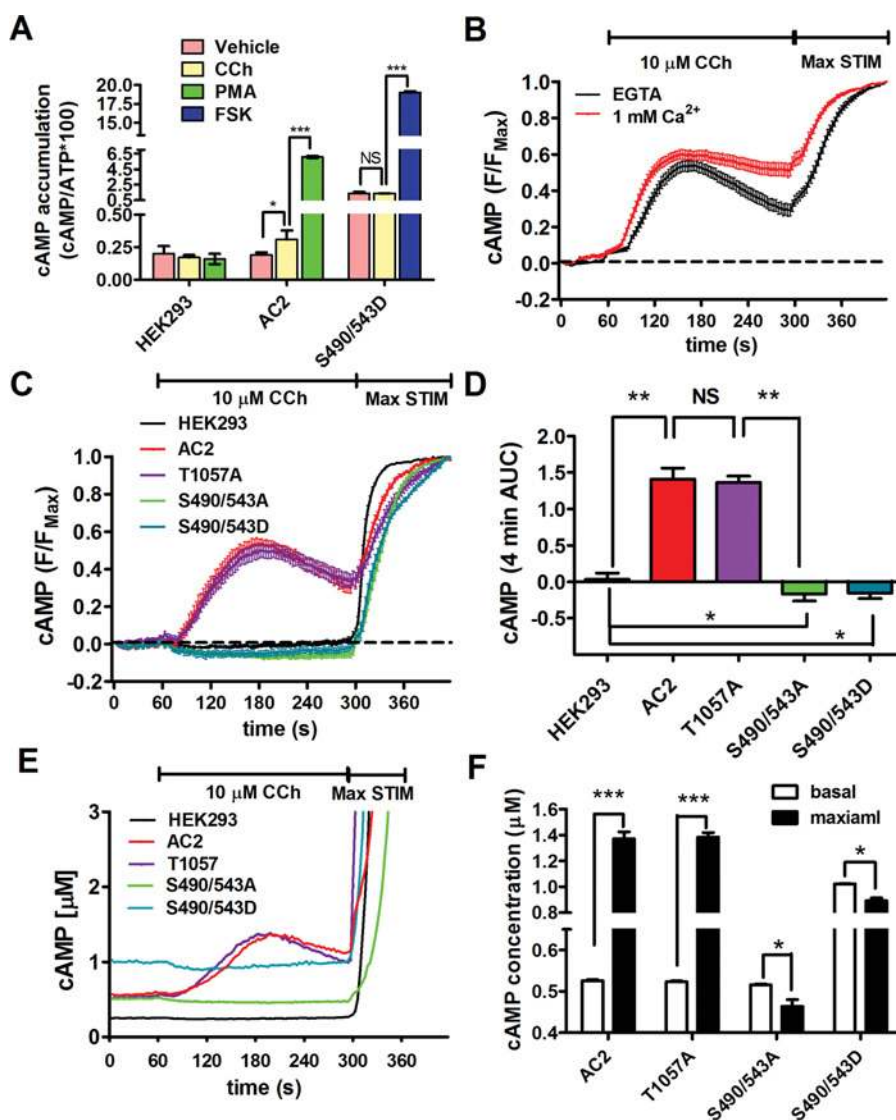 A
Vehicle
CCh
PMA
FSK
cAMP accumulation
(cAMP/ATP*100)
20.0
17.5
6.5
4.5
2.5
0.50
0.25
0.00
*
***
NS
***
HEK293
AC2
S490/543D
B
10 μM CCh
Max STIM
EGTA
1 mM Ca2+
cAMP (F/FMax)
1.0
0.8
0.6
0.4
0.2
0.0
-0.2
0
60
120
180
240
300
360
time (s)
C
10 μM CCh
Max STIM
HEK293
AC2
T1057A
S490/543A
S490/543D
cAMP (F/FMax)
1.0
0.8
0.6
0.4
0.2
0.0
-0.2
0
60
120
180
240
300
360
time (s)
D
**
NS
**
cAMP (4 min AUC)
2.0
1.5
1.0
0.5
0.0
-0.5
*
*
HEK293
AC2
T1057A
S490/543A
S490/543D
E
10 μM CCh
Max STIM
HEK293
AC2
T1057
S490/543A
S490/543D
cAMP [μM]
3
2
1
0
0
60
120
180
240
300
360
time (s)
F
basal
maxiaml
cAMP concentration (μM)
1.6
1.4
1.2
1.0
0.8
0.6
0.5
0.4
***
***
*
*
AC2
T1057A
S490/543A
S490/543D